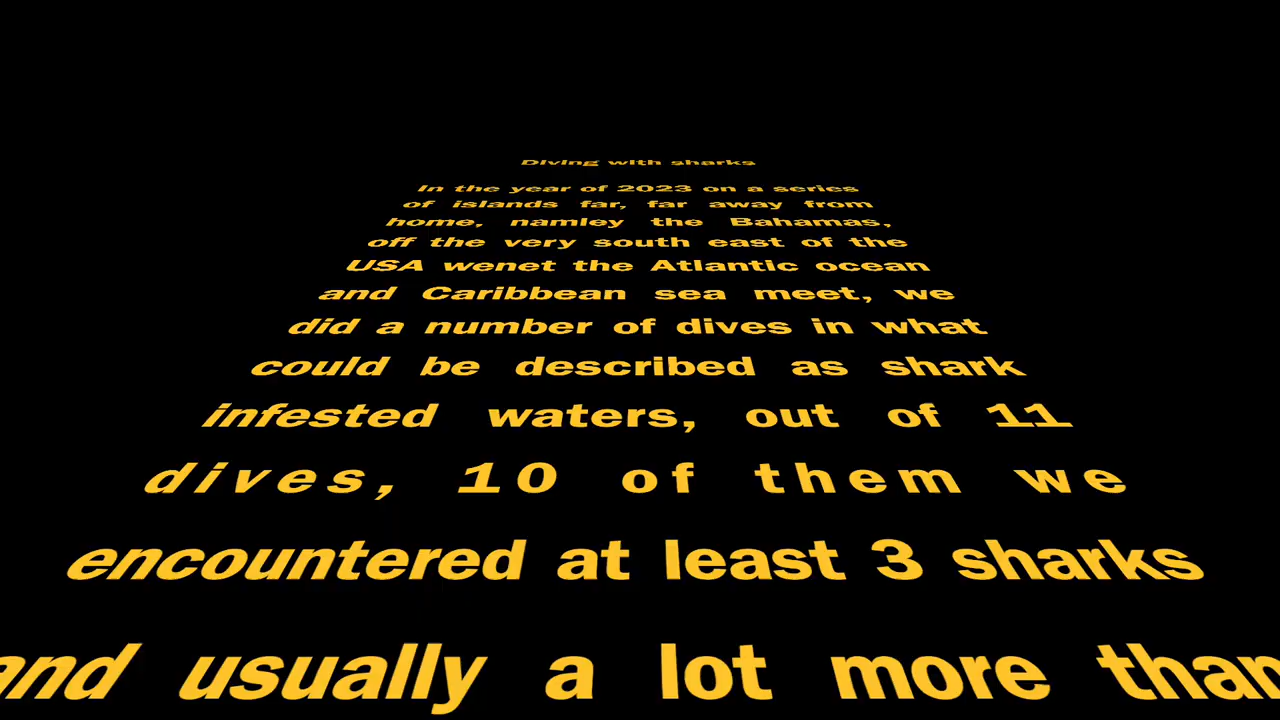 Diving with sharks
In the year of 2023 on a series
of islands far, far away from
home, namley the Bahamas,
off the very south east of the
USA wenet the Atlantic ocean
and Caribbean sea meet, we
did a number of dives in what
could be described as shark
infested waters, out of 11
dives, 10 of them we
encountered at least 3 sharks
and usually a lot more than